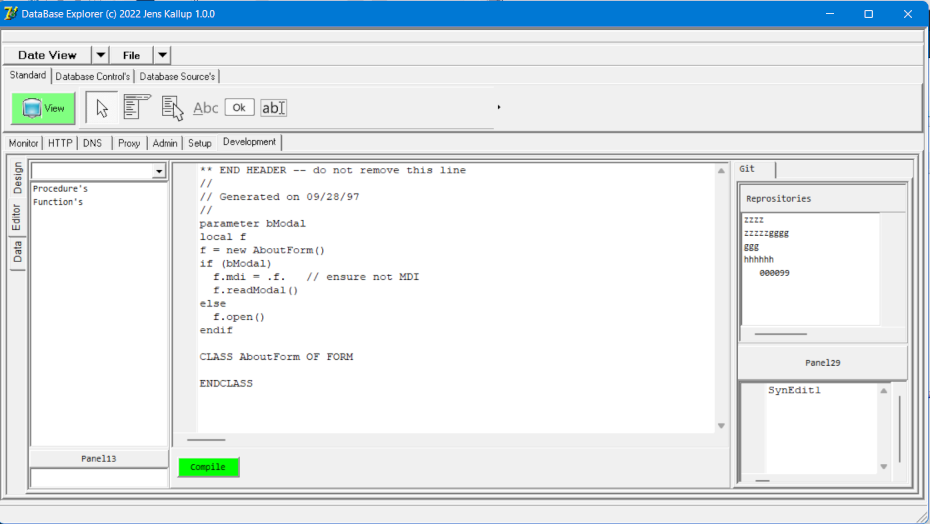 DataBase Explorer (c) 2022 Jens Kallup 1.0.0
Date View File
Standard Database Control's Database Source's
View Abc Ok ab
Monitor HTTP DNS Proxy Admin Setup Development
Design
Editor
Data
Procedure's
Function's
Panel13
** END HEADER -- do not remove this line
//
// Generated on 09/28/97
//
parameter bModal
local f
f = new AboutForm()
if (bModal)
f.mdi = .f. // ensure not MDI
f.readModal()
else
f.open()
endif
CLASS AboutForm OF FORM
ENDCLASS
Compile
Git
Reprositories
zzzz
zzzzzgggg
ggg
hhhhhh
000099
Panel29
SynEdit1